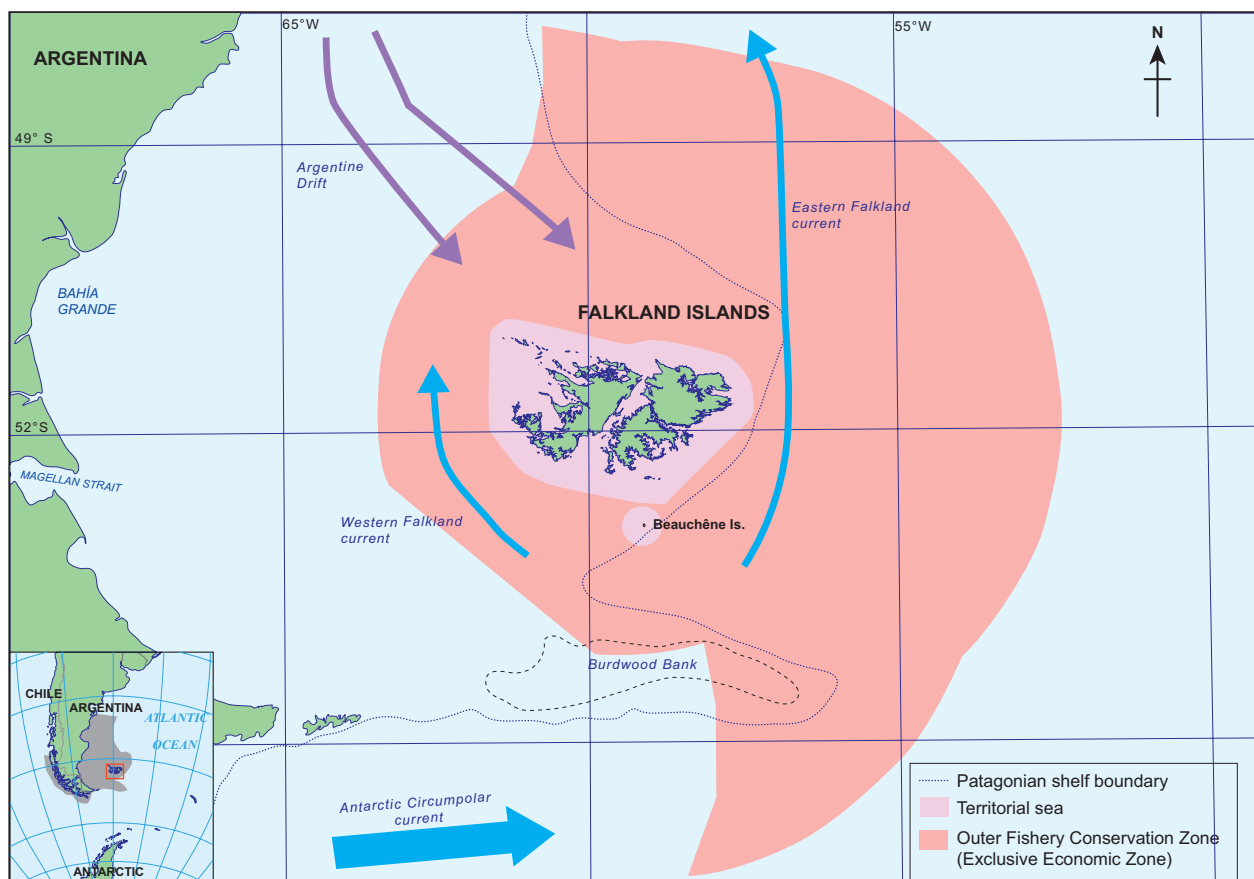 65°W
55°W
ARGENTINA
N
49° S
Argentine
Drift
Eastern Falkland
current
BAHÍA
GRANDE
FALKLAND ISLANDS
52°S
MAGELLAN STRAIT
Western Falkland
current
Beauchêne Is.
Burdwood Bank
CHILE
ARGENTINA
ATLANTIC
OCEAN
ANTARCTIC
Antarctic Circumpolar
current
Patagonian shelf boundary
Territorial sea
Outer Fishery Conservation Zone
(Exclusive Economic Zone)